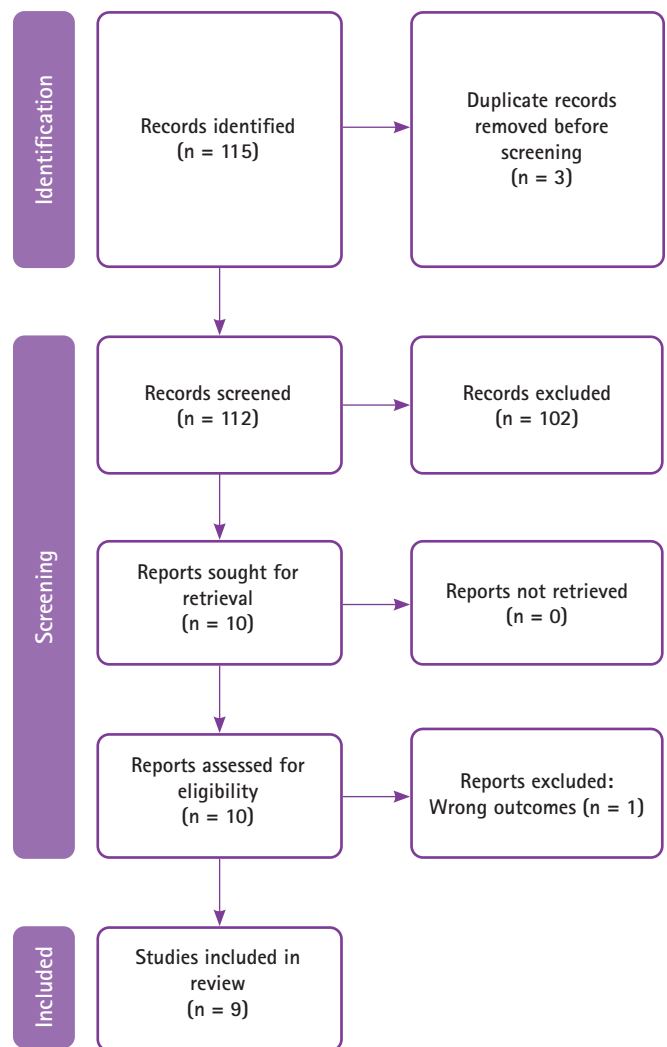 Identification
Records identified
(n = 115)
Duplicate records
removed before
screening
(n = 3)
Screening
Records screened
(n = 112)
Records excluded
(n = 102)
Reports sought for
retrieval
(n = 10)
Reports not retrieved
(n = 0)
Reports assessed for
eligibility
(n = 10)
Reports excluded:
Wrong outcomes (n = 1)
Included
Studies included in
review
(n = 9)